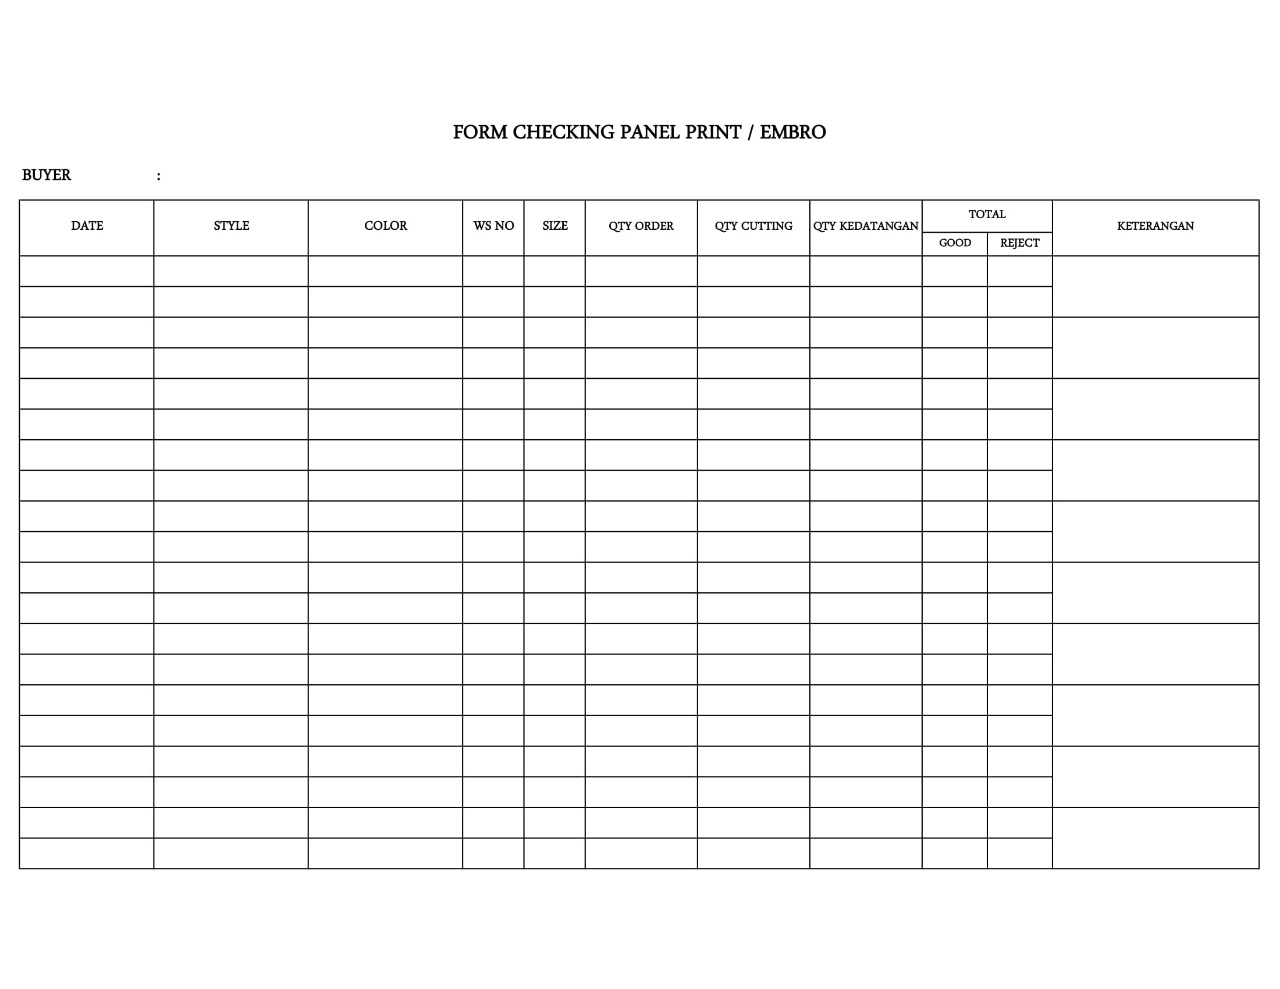 FORM CHECKING PANEL PRINT / EMBRO
BUYER :
DATE STYLE COLOR WS NO SIZE QTY ORDER QTY CUTTING QTY KEDATANGAN TOTAL KETERANGAN
GOOD REJECT